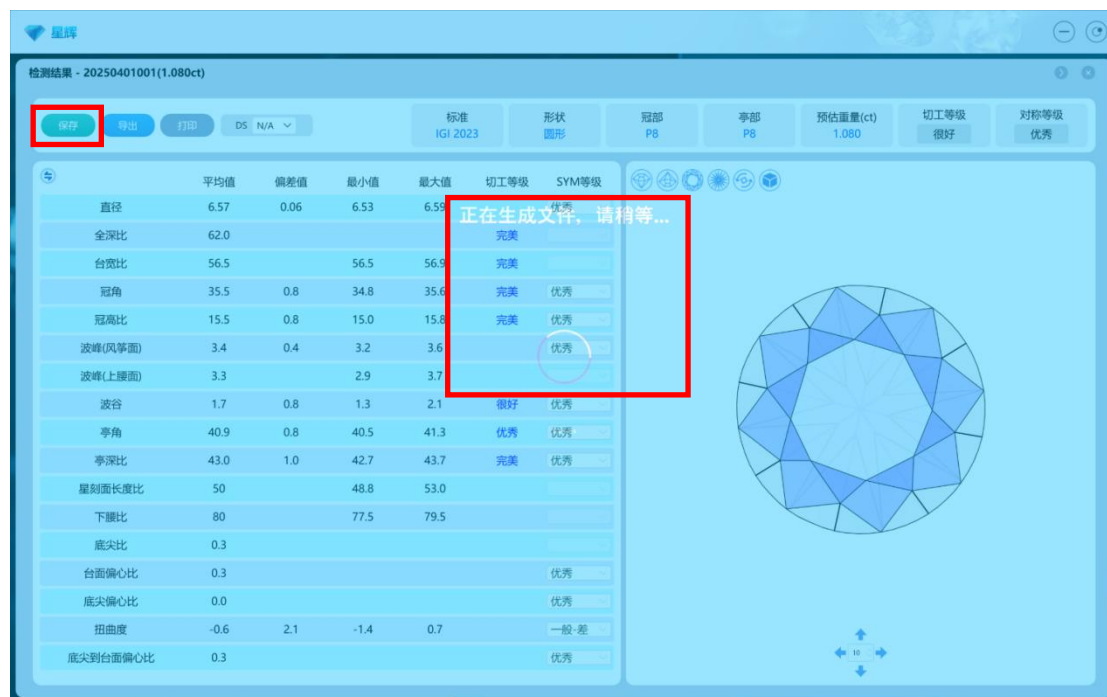 星辉
检测结果 - 20250401001(1.080ct)
保存 导出 打印 DS N/A 标准 形状 冠部 亭部 预估重量(ct) 切工等级 对称等级
IGI 2023 圆形 P8 P8 1.080 很好 优秀
平均值 偏差值 最小值 最大值 切工等级 SYM等级
直径 6.57 0.06 6.53 6.59 优秀
正在生成文件，请稍等...
全深比 62.0 完美
台宽比 56.5 56.5 56.9 完美
冠角 35.5 0.8 34.8 35.6 完美 优秀
冠高比 15.5 0.8 15.0 15.8 完美 优秀
波峰(风筝面) 3.4 0.4 3.2 3.6 优秀
波峰(上腰面) 3.3 2.9 3.7
波谷 1.7 0.8 1.3 2.1 很好 优秀
亭角 40.9 0.8 40.5 41.3 优秀 优秀
亭深比 43.0 1.0 42.7 43.7 完美 优秀
星刻面长度比 50 48.8 53.0
下腰比 80 77.5 79.5
底尖比 0.3
台面偏心比 0.3 优秀
底尖偏心比 0.0 优秀
扭曲度 -0.6 2.1 -1.4 0.7 一般-差
底尖到台面偏心比 0.3 优秀
10